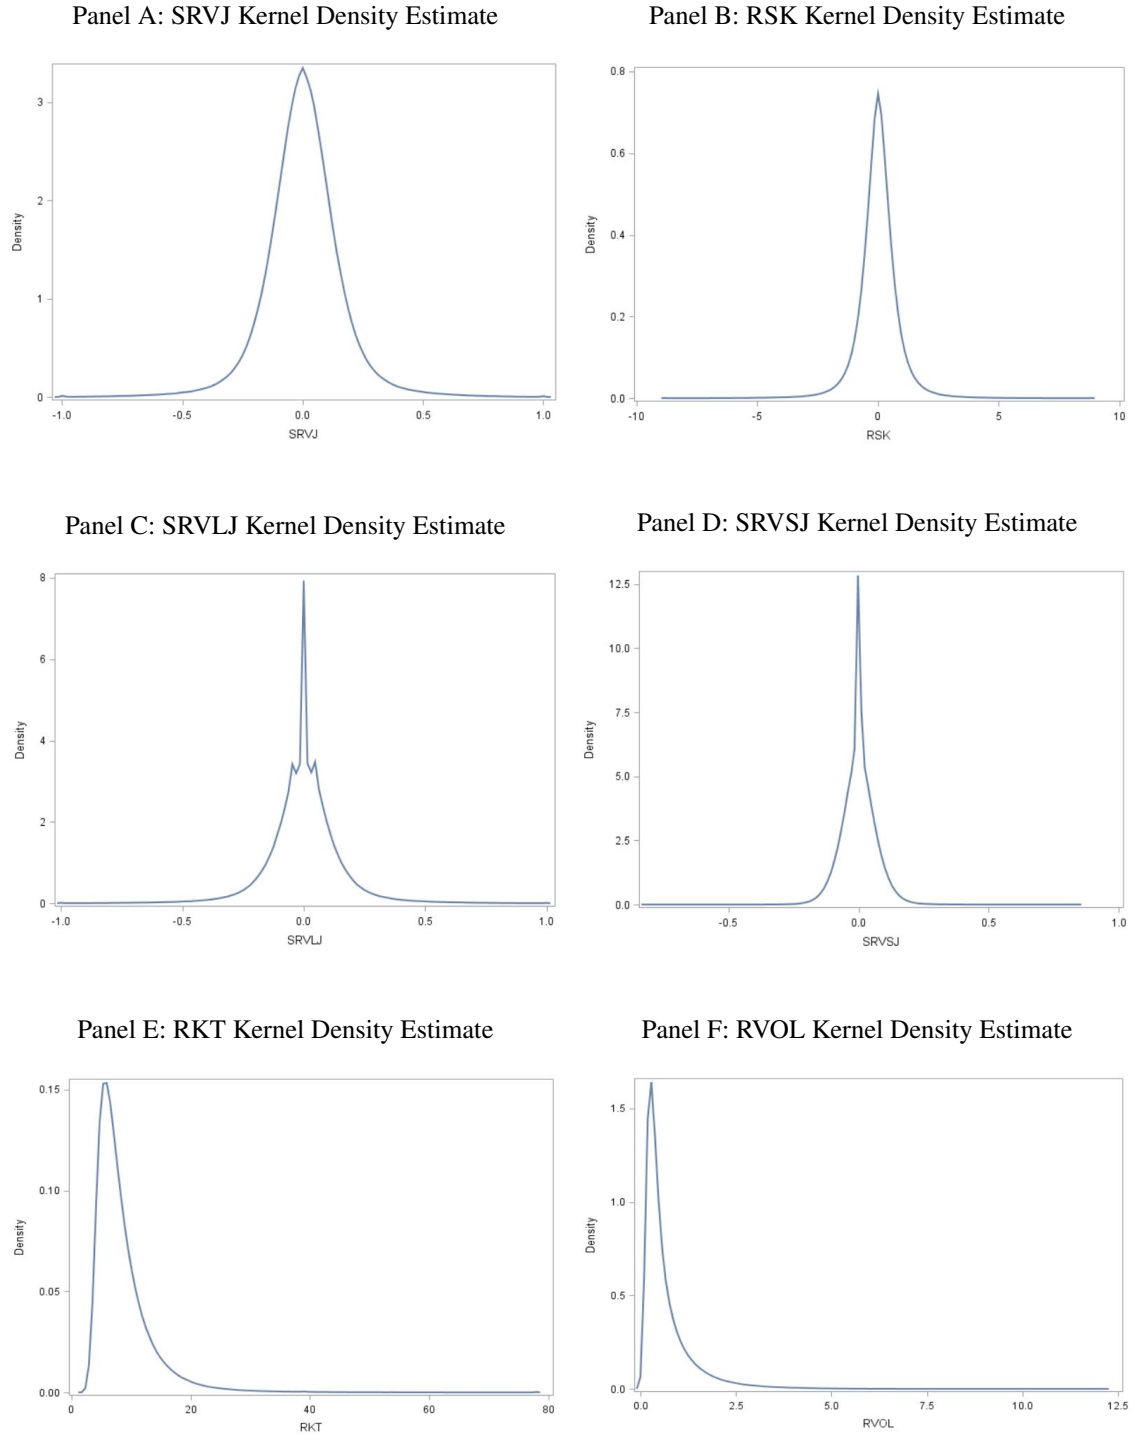 Panel A: SRVJ Kernel Density Estimate
3
2
1
0
Density
-1.0 -0.5 0.0 0.5 1.0
SRVJ
Panel B: RSK Kernel Density Estimate
0.8
0.6
0.4
0.2
0.0
Density
-10 -5 0 5 10
RSK
Panel C: SRVLJ Kernel Density Estimate
8
6
4
2
0
Density
-1.0 -0.5 0.0 0.5 1.0
SRVLJ
Panel D: SRVSJ Kernel Density Estimate
12.5
10.0
7.5
5.0
2.5
0.0
Density
-0.5 0.0 0.5 1.0
SRVSJ
Panel E: RKT Kernel Density Estimate
0.15
0.10
0.05
0.00
Density
0 20 40 60 80
RKT
Panel F: RVOL Kernel Density Estimate
1.5
1.0
0.5
0.0
Density
0.0 2.5 5.0 7.5 10.0 12.5
RVOL